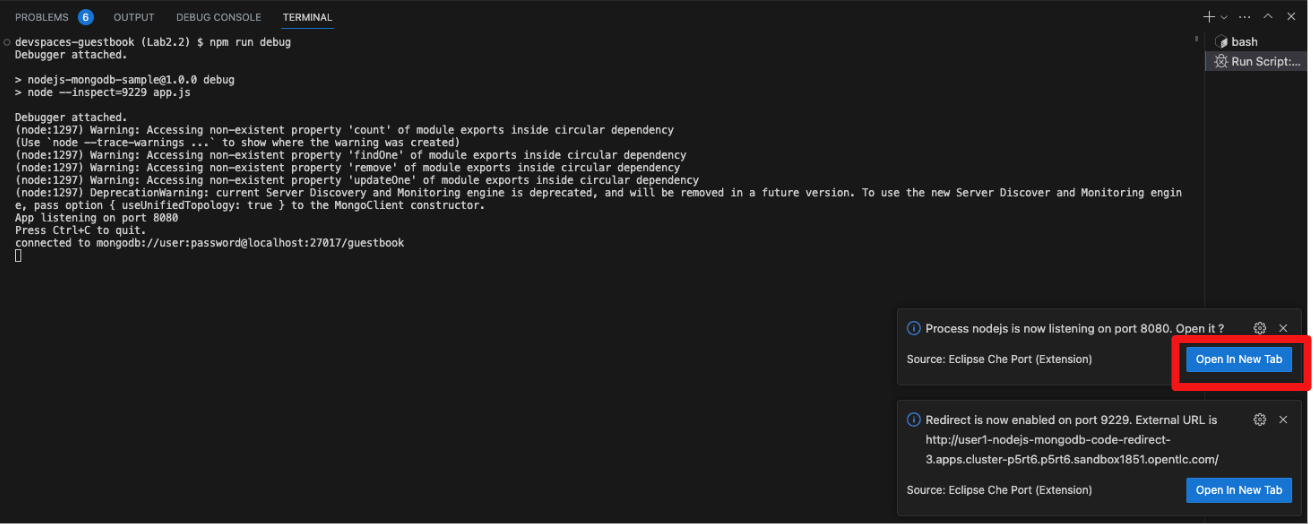 PROBLEMS 6 OUTPUT DEBUG CONSOLE TERMINAL
devspaces-guestbook (Lab2.2) $ npm run debug
Debugger attached.
> nodejs-mongodb-sample@1.0.0 debug
> node --inspect=9229 app.js
Debugger attached.
(node:1297) Warning: Accessing non-existent property 'count' of module exports inside circular dependency
(Use `node --trace-warnings ...` to show where the warning was created)
(node:1297) Warning: Accessing non-existent property 'findOne' of module exports inside circular dependency
(node:1297) Warning: Accessing non-existent property 'remove' of module exports inside circular dependency
(node:1297) Warning: Accessing non-existent property 'updateOne' of module exports inside circular dependency
(node:1297) DeprecationWarning: current Server Discovery and Monitoring engine is deprecated, and will be removed in a future version. To use the new Server Discover and Monitoring engin
e, pass option { useUnifiedTopology: true } to the MongoClient constructor.
App listening on port 8080
Press Ctrl+C to quit.
connected to mongodb://user:password@localhost:27017/guestbook
bash
Run Script:...
Process nodejs is now listening on port 8080. Open it ?
Source: Eclipse Che Port (Extension)
Open In New Tab
Redirect is now enabled on port 9229. External URL is
http://user1-nodejs-mongodb-code-redirect-
3.apps.cluster-p5rt6.p5rt6.sandbox1851.opentlc.com/
Source: Eclipse Che Port (Extension)
Open In New Tab